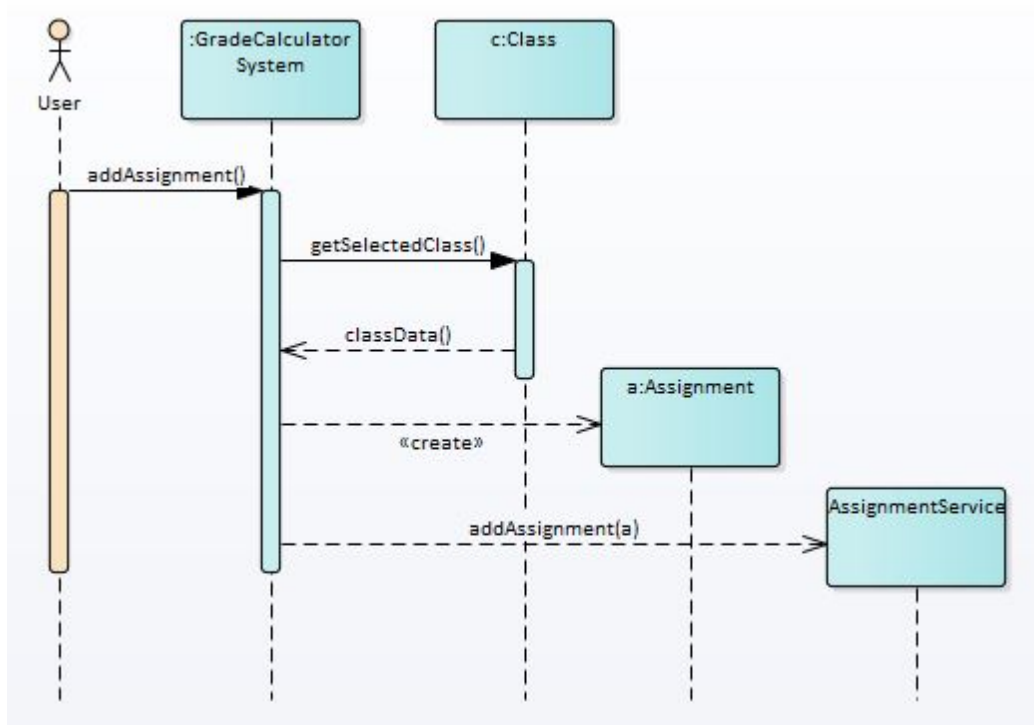 :GradeCalculator
System
c:Class
User
addAssignment()
getSelectedClass()
classData()
a:Assignment
«create»
AssignmentService
addAssignment(a)